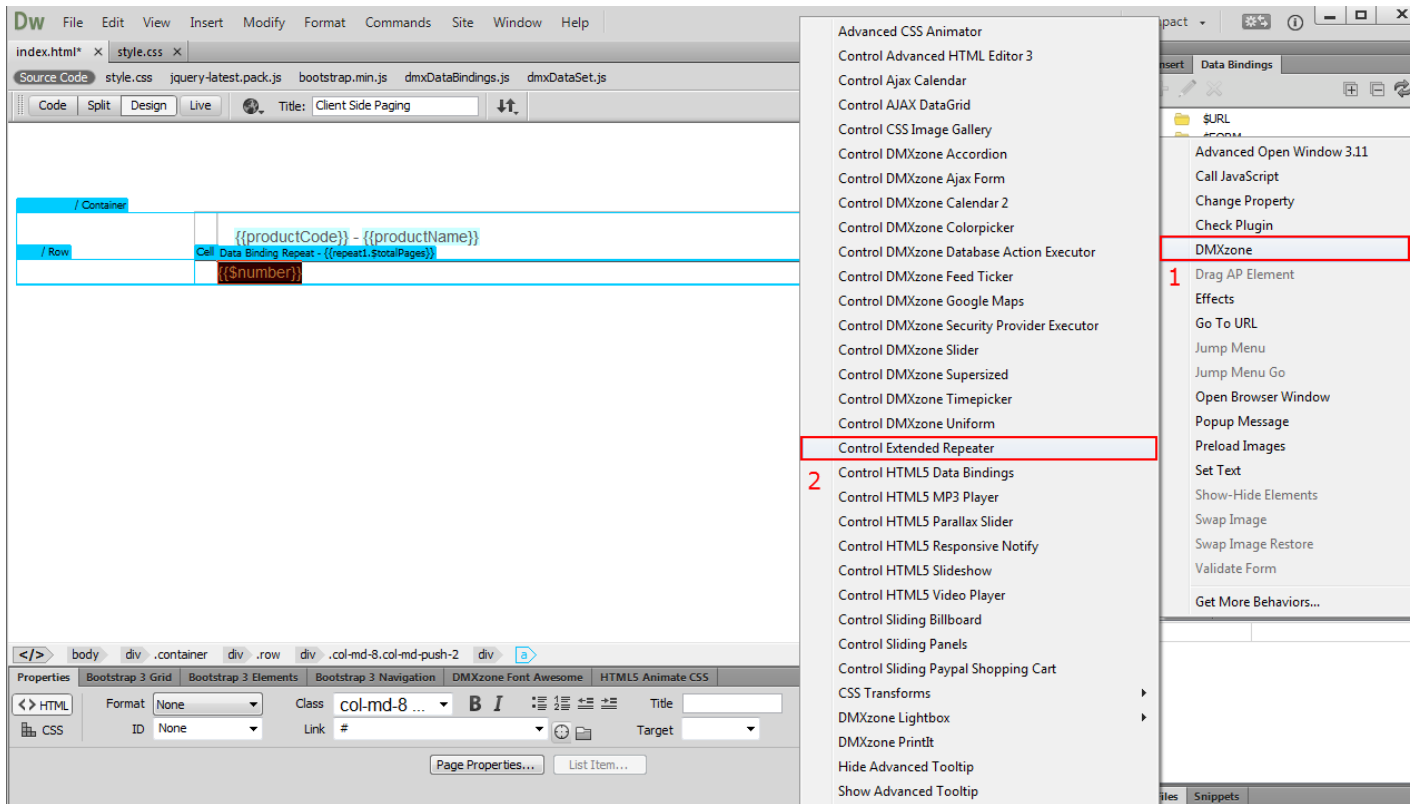 Dw File Edit View Insert Modify Format Commands Site Window Help
index.html* × style.css ×
Source Code style.css jquery-latest.pack.js bootstrap.min.js dmxDataBindings.js dmxDataSet.js
Code Split Design Live Title: Client Side Paging
/ Container
{{productCode}} - {{productName}}
/ Row Cell Data Binding Repeat - {{repeat1.$totalPages}}
{{$number}}
Advanced CSS Animator
Control Advanced HTML Editor 3
Control Ajax Calendar
Control AJAX DataGrid
Control CSS Image Gallery
Control DMXzone Accordion
Control DMXzone Ajax Form
Control DMXzone Calendar 2
Control DMXzone Colorpicker
Control DMXzone Database Action Executor
Control DMXzone Feed Ticker
Control DMXzone Google Maps
Control DMXzone Security Provider Executor
Control DMXzone Slider
Control DMXzone Supersized
Control DMXzone Timepicker
Control DMXzone Uniform
Control Extended Repeater
2
Control HTML5 Data Bindings
Control HTML5 MP3 Player
Control HTML5 Parallax Slider
Control HTML5 Responsive Notify
Control HTML5 Slideshow
Control HTML5 Video Player
Control Sliding Billboard
Control Sliding Panels
Control Sliding Paypal Shopping Cart
CSS Transforms
DMXzone Lightbox
DMXzone PrintIt
Hide Advanced Tooltip
Show Advanced Tooltip
pact
nsert Data Bindings
$URL
Advanced Open Window 3.11
Call JavaScript
Change Property
Check Plugin
DMXzone
1
Drag AP Element
Effects
Go To URL
Jump Menu
Jump Menu Go
Open Browser Window
Popup Message
Preload Images
Set Text
Show-Hide Elements
Swap Image
Swap Image Restore
Validate Form
Get More Behaviors...
</> body div .container div .row div .col-md-8.col-md-push-2 div a
Properties Bootstrap 3 Grid Bootstrap 3 Elements Bootstrap 3 Navigation DMXzone Font Awesome HTML5 Animate CSS
<> HTML Format None Class col-md-8 ... B I Title
CSS ID None Link # Target
Page Properties... List Item...
iles Snippets